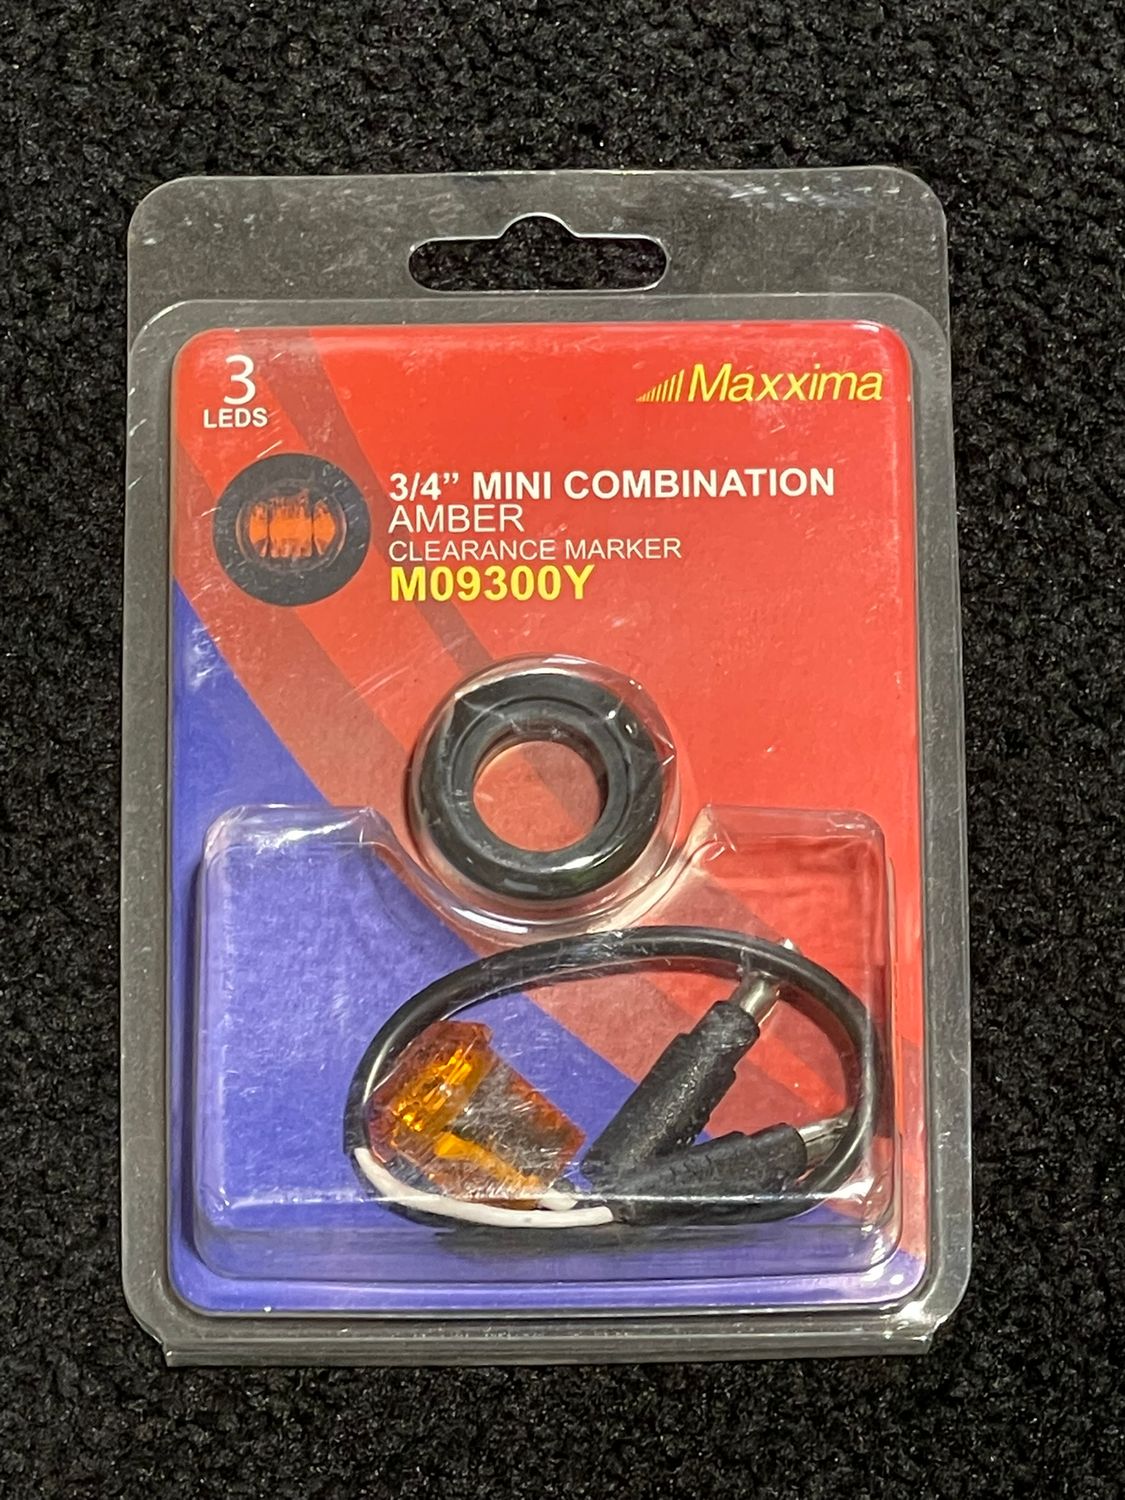 3
LEDS
Maxxima
3/4” MINI COMBINATION
AMBER
CLEARANCE MARKER
M09300Y